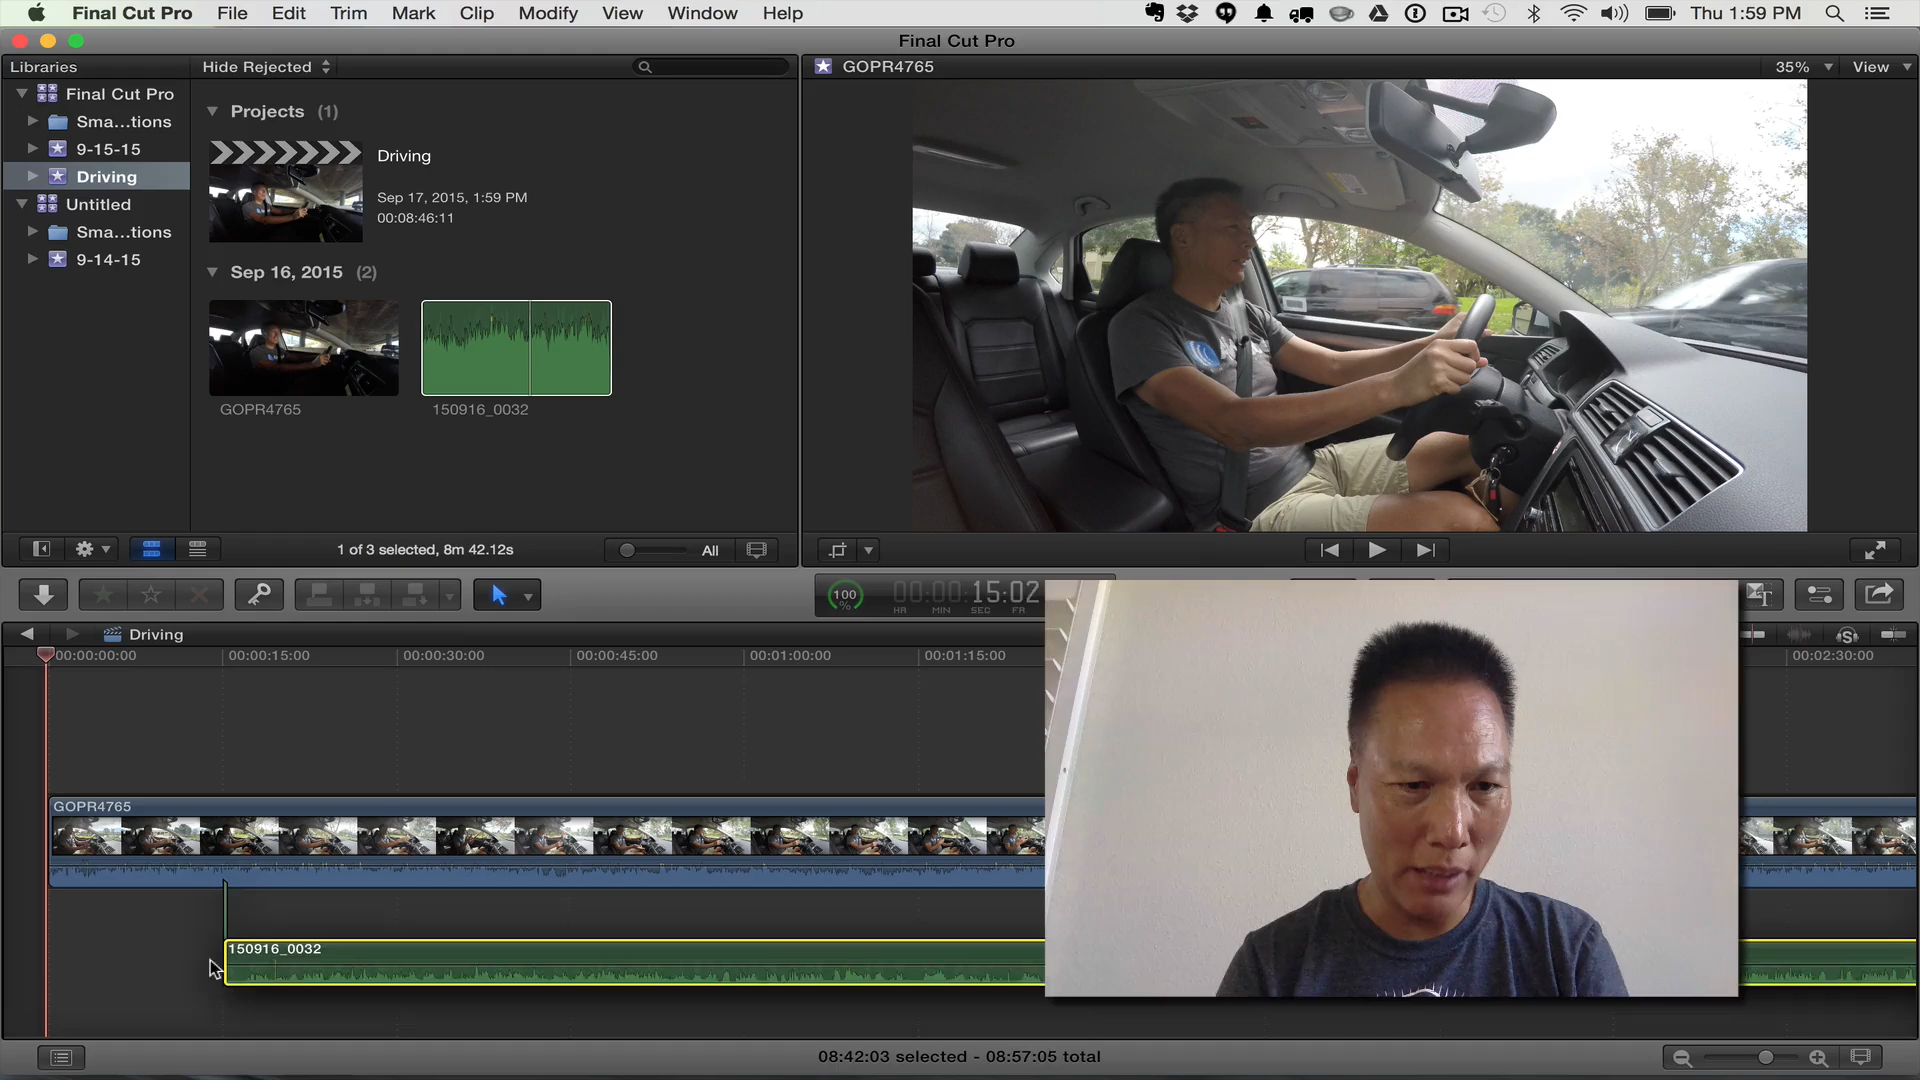 Final Cut Pro File Edit Trim Mark Clip Modify View Window Help Thu 1:59 PM
Final Cut Pro
Libraries
Hide Rejected
GOPR4765
35%
View
Final Cut Pro
Sma...tions
9-15-15
Driving
Untitled
Sma...tions
9-14-15
Projects (1)
Driving
Sep 17, 2015, 1:59 PM
00:08:46:11
Sep 16, 2015 (2)
GOPR4765
150916_0032
1 of 3 selected, 8m 42.12s
All
100
%
00:00:15:02
HR MIN SEC FR
Driving
00:00:00:00
00:00:15:00
00:00:30:00
00:00:45:00
00:01:00:00
00:01:15:00
00:02:30:00
GOPR4765
150916_0032
08:42:03 selected - 08:57:05 total